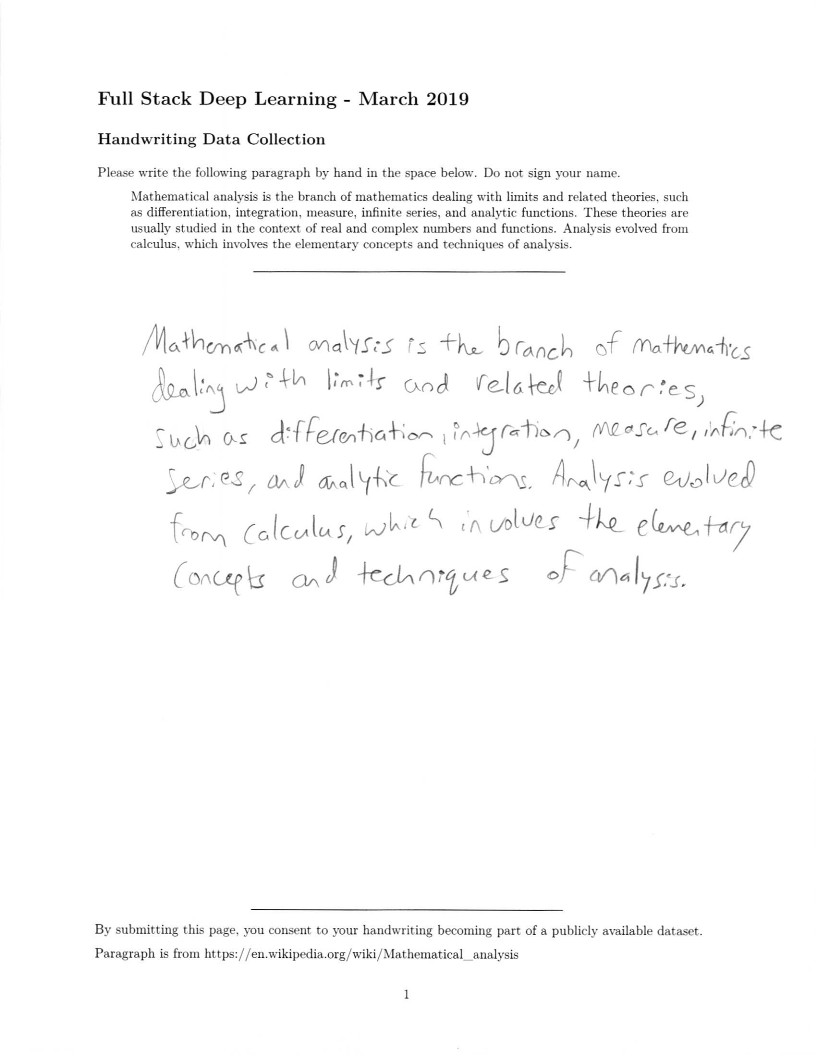 Full Stack Deep Learning - March 2019
Handwriting Data Collection
Please write the following paragraph by hand in the space below. Do not sign your name.
Mathematical analysis is the branch of mathematics dealing with limits and related theories, such
as differentiation, integration, measure, infinite series, and analytic functions. These theories are
usually studied in the context of real and complex numbers and functions. Analysis evolved from
calculus, which involves the elementary concepts and techniques of analysis.
Mathematical analysis is the branch of mathematics
dealing with limits and related theories,
such as differentiation, integration, measure, infinite
series, and analytic functions. Analysis evolved
from calculus, which involves the elementary
concepts and techniques of analysis.
By submitting this page, you consent to your handwriting becoming part of a publicly available dataset.
Paragraph is from https://en.wikipedia.org/wiki/Mathematical_analysis
1